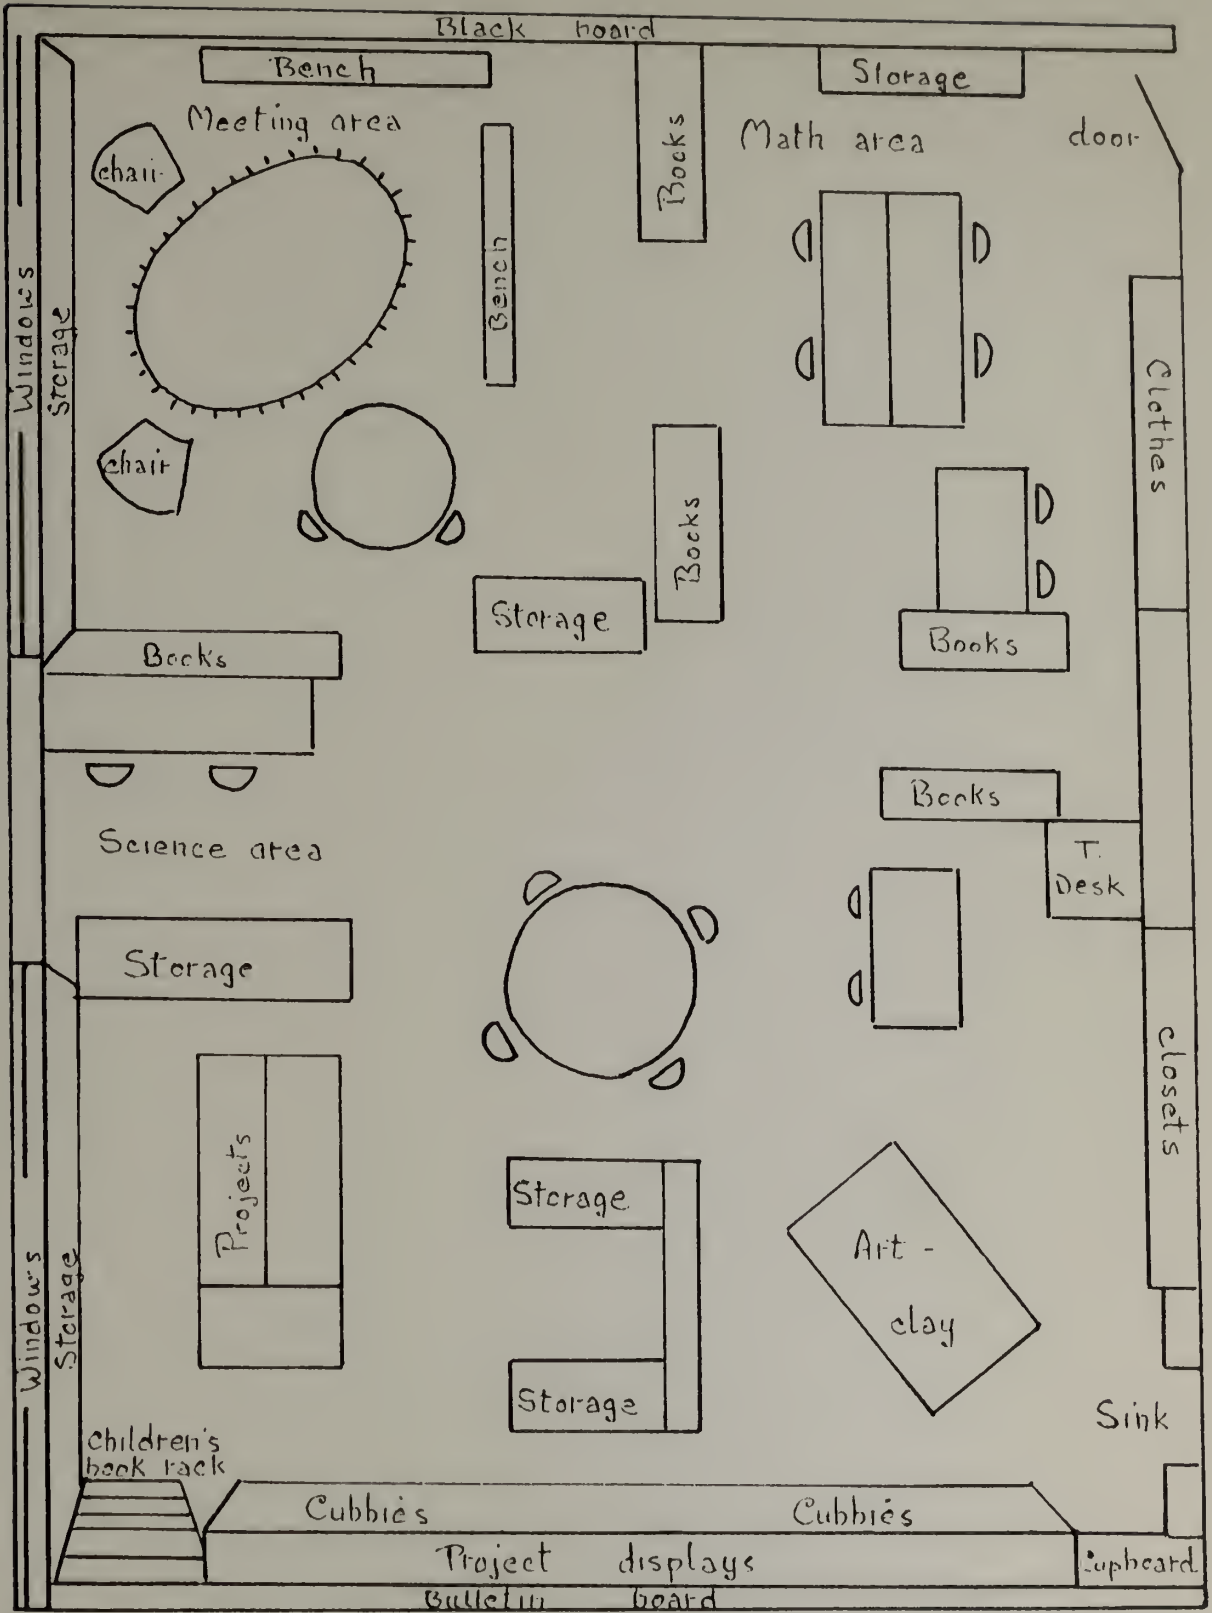 Black board
Bench
Storage
Meeting area
Math area
door
chair
Books
Bench
Windows
Storage
Clothes
chair
Books
Storage
Books
Books
Books
Science area
T.
Desk
Storage
closets
Projects
Storage
Art -
clay
Windows
Storage
Storage
Sink
children's
book rack
Cubbies
Cubbies
Project displays
Cupboard
Bulletin board